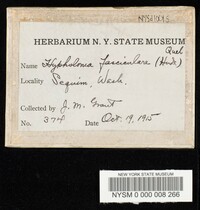 HERBARIUM N. Y. STATE MUSEUM
Quel
Name Hypholoma fasciculare (Huds)
Locality Sequim, Wash.
Collected by J. M. Grant
No. 374 Date Oct. 19, 1915
NEW YORK STATE MUSEUM
NYSM 0 000 008 266